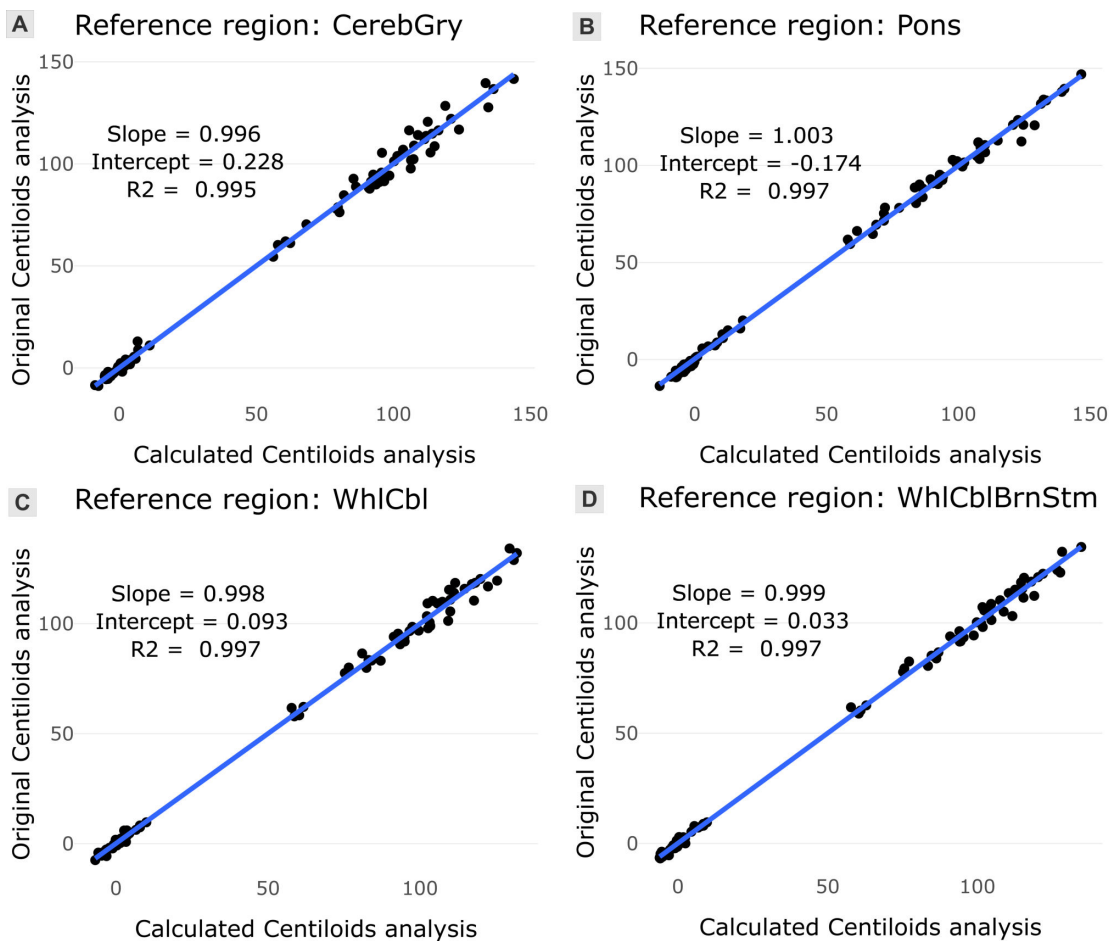 A
Reference region: CerebGry
Original Centiloids analysis
150
100
50
0
Slope = 0.996
Intercept = 0.228
R2 = 0.995
0
50
100
150
Calculated Centiloids analysis
B
Reference region: Pons
Original Centiloids analysis
150
100
50
0
Slope = 1.003
Intercept = -0.174
R2 = 0.997
0
50
100
150
Calculated Centiloids analysis
C
Reference region: WhlCbl
Original Centiloids analysis
100
50
0
Slope = 0.998
Intercept = 0.093
R2 = 0.997
0
50
100
Calculated Centiloids analysis
D
Reference region: WhlCblBrnStm
Original Centiloids analysis
100
50
0
Slope = 0.999
Intercept = 0.033
R2 = 0.997
0
50
100
Calculated Centiloids analysis